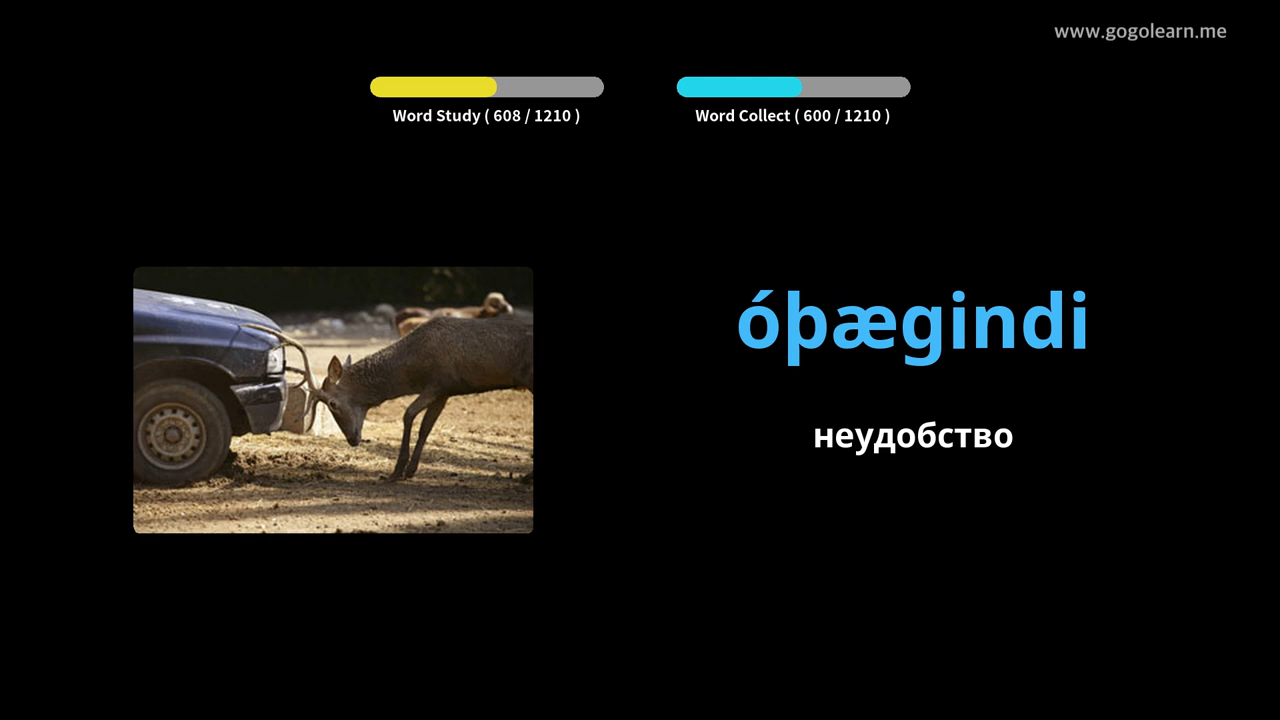 www.gogolearn.me
Word Study ( 608 / 1210 )
Word Collect ( 600 / 1210 )
óþægindi
неудобство